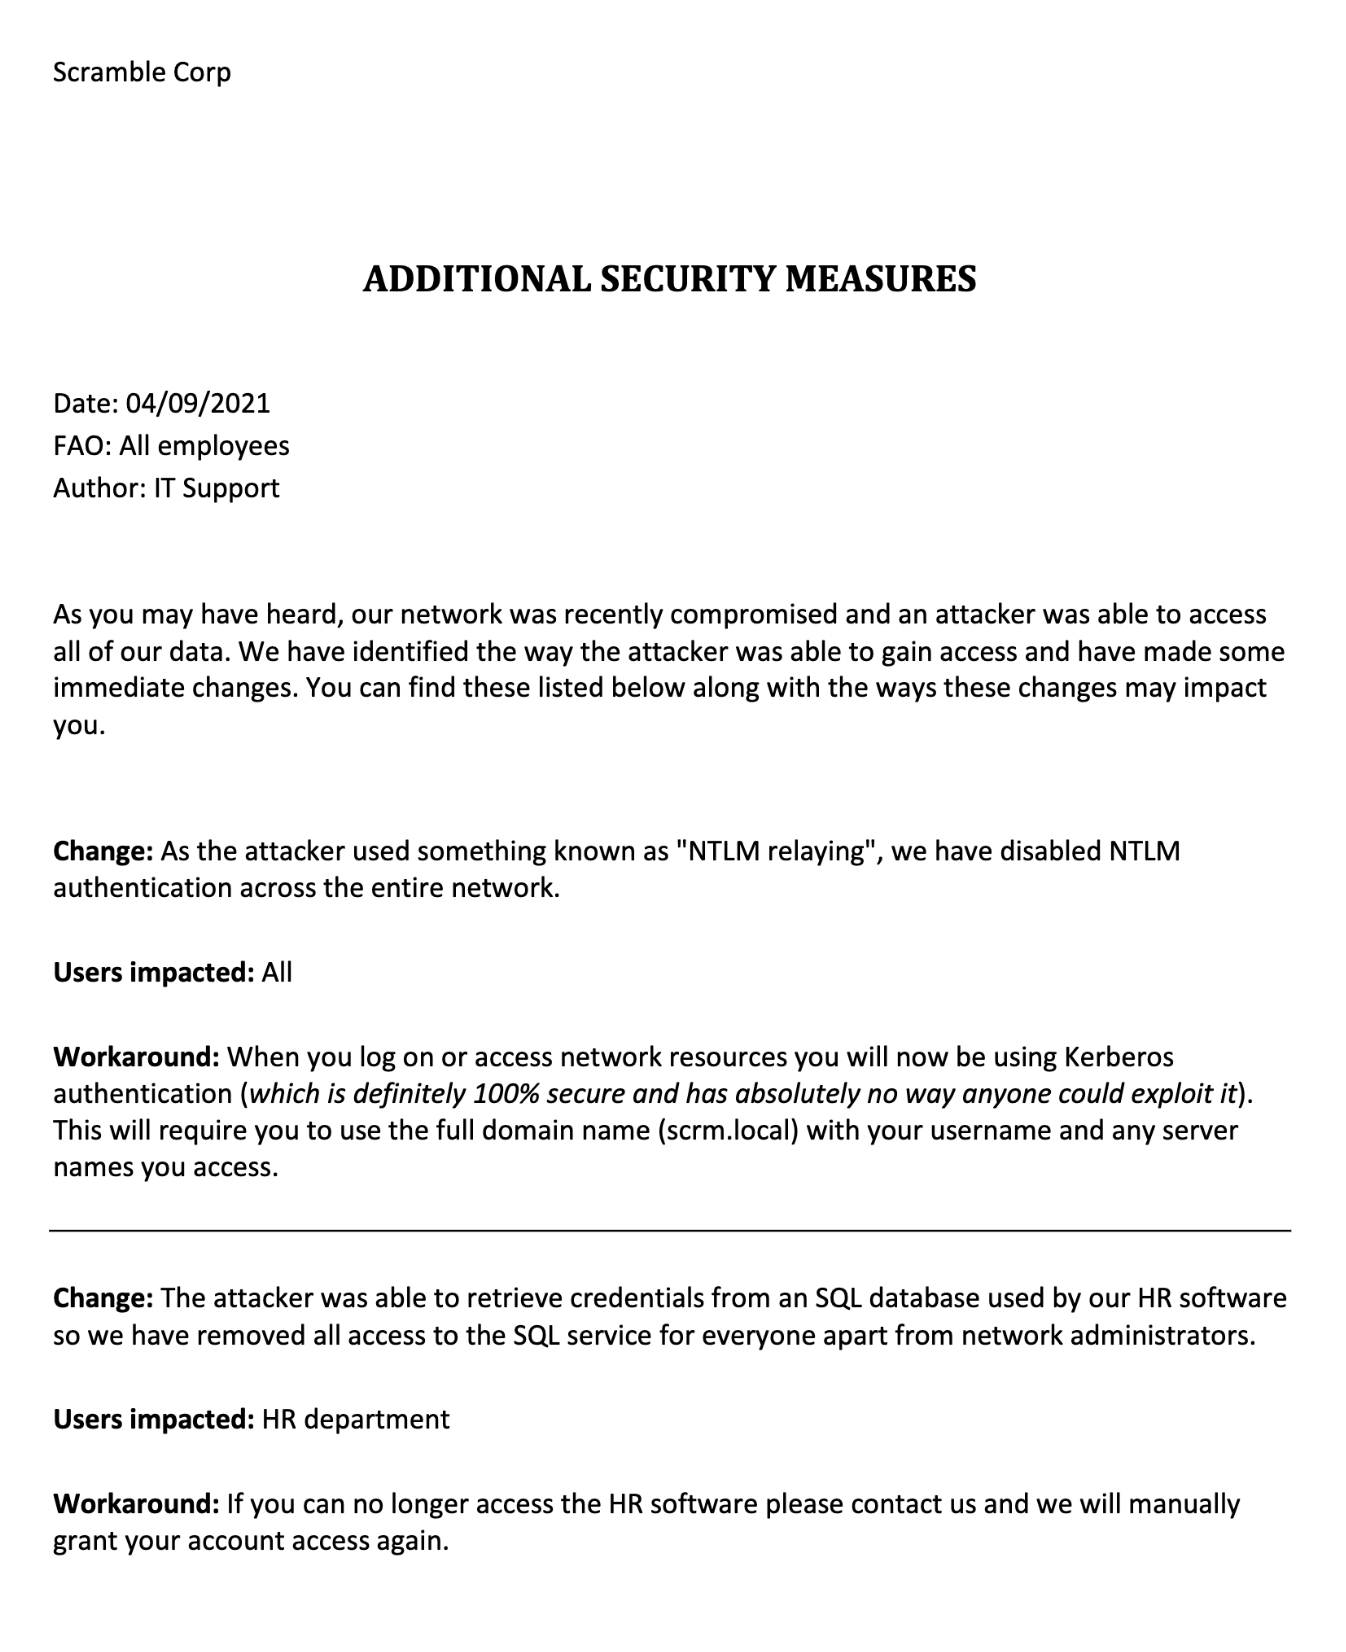 Scramble Corp
ADDITIONAL SECURITY MEASURES
Date: 04/09/2021
FAO: All employees
Author: IT Support
As you may have heard, our network was recently compromised and an attacker was able to access
all of our data. We have identified the way the attacker was able to gain access and have made some
immediate changes. You can find these listed below along with the ways these changes may impact
you.
Change: As the attacker used something known as "NTLM relaying", we have disabled NTLM
authentication across the entire network.
Users impacted: All
Workaround: When you log on or access network resources you will now be using Kerberos
authentication (which is definitely 100% secure and has absolutely no way anyone could exploit it).
This will require you to use the full domain name (scrm.local) with your username and any server
names you access.
Change: The attacker was able to retrieve credentials from an SQL database used by our HR software
so we have removed all access to the SQL service for everyone apart from network administrators.
Users impacted: HR department
Workaround: If you can no longer access the HR software please contact us and we will manually
grant your account access again.